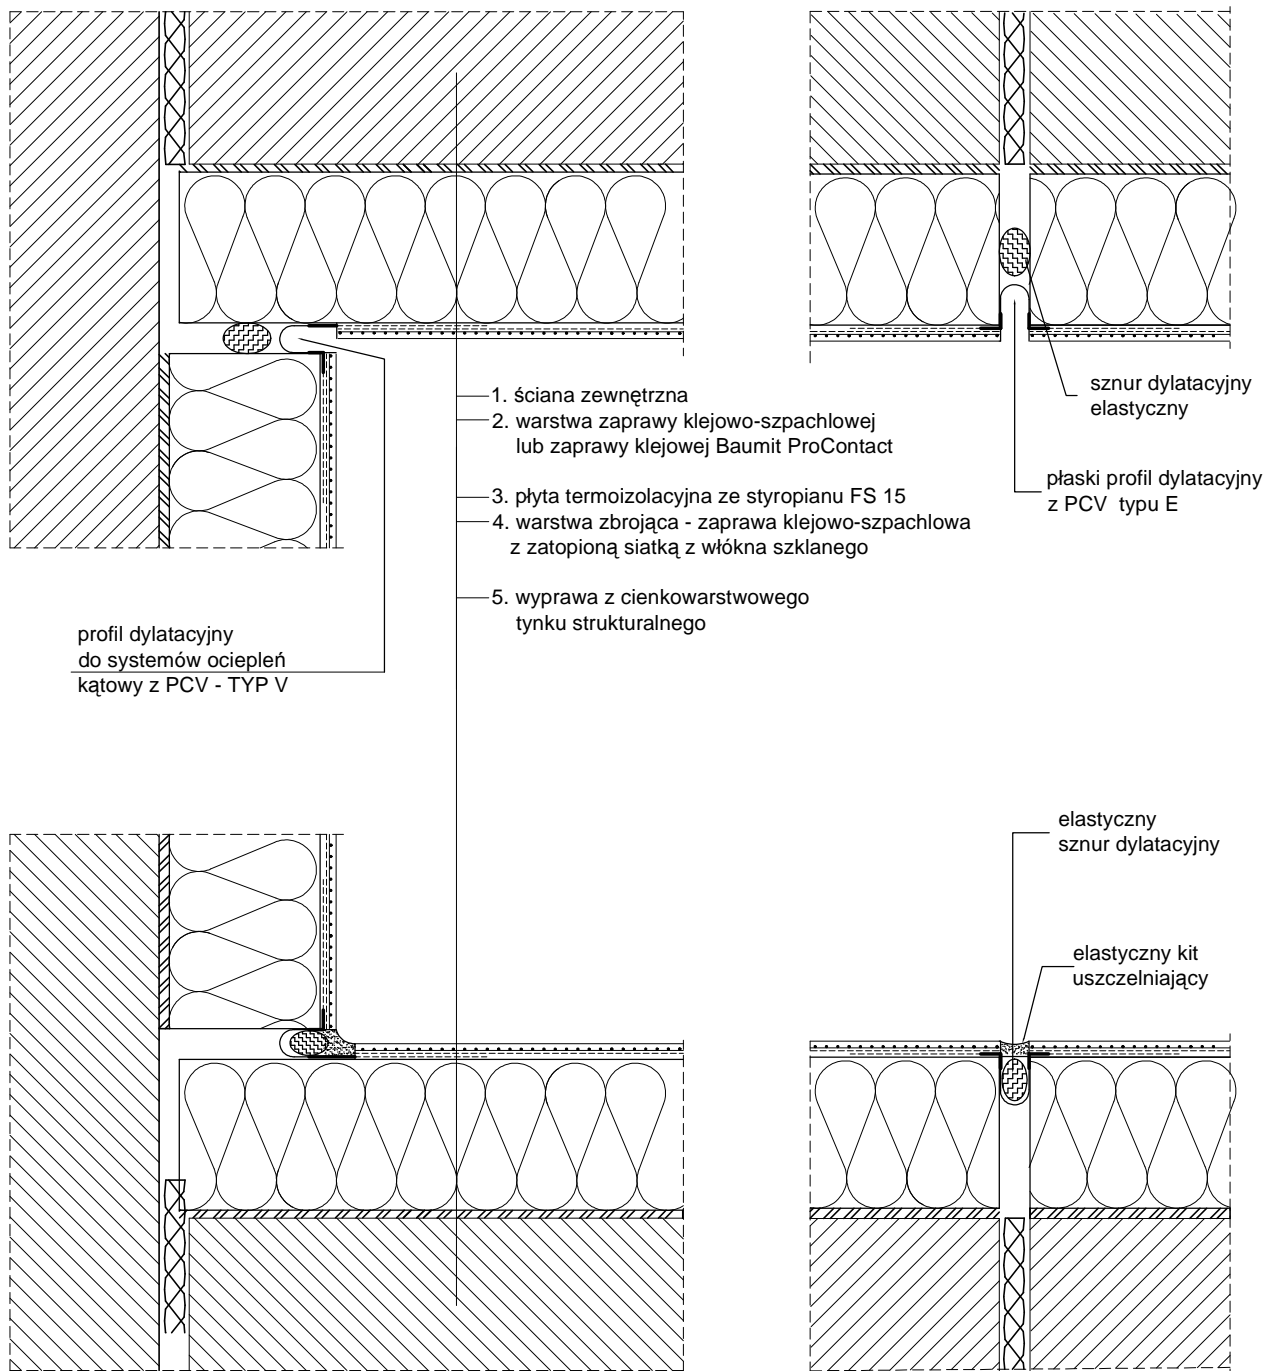 1. ściana zewnętrzna
2. warstwa zaprawy klejowo-szpachlowej
lub zaprawy klejowej Baumit ProContact
3. płyta termoizolacyjna ze styropianu FS 15
4. warstwa zbrojąca - zaprawa klejowo-szpachlowa
z zatopioną siatką z włókna szklanego
5. wyprawa z cienkowarstwowego
tynku strukturalnego
profil dylatacyjny
do systemów ociepleń
kątowy z PCV - TYP V
sznur dylatacyjny
elastyczny
płaski profil dylatacyjny
z PCV typu E
elastyczny
sznur dylatacyjny
elastyczny kit
uszczelniający